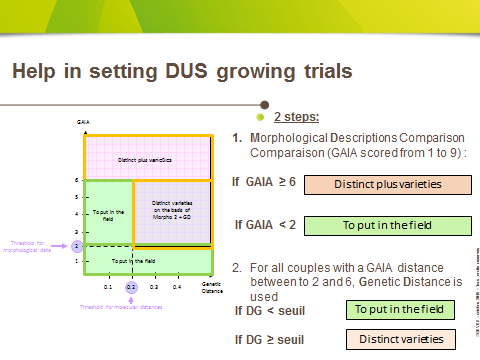 Help in setting DUS growing trials
2 steps:
GAIA
Distinct plus varieties
6
5
4
3
2
1
To put in the
field
Distinct varieties
on the basis of
Morpho 2 + GD
Threshold for
morphological data
To put in the field
0.1 0.2 0.3 0.4
Genetic
Distance
Threshold for molecular distances
1. Morphological Descriptions Comparison
Comparaison (GAIA scored from 1 to 9) :
If GAIA ≥ 6 Distinct plus varieties
If GAIA < 2 To put in the field
2. For all couples with a GAIA distance
between to 2 and 6, Genetic Distance is
used
If DG < seuil To put in the field
If DG ≥ seuil Distinct varieties